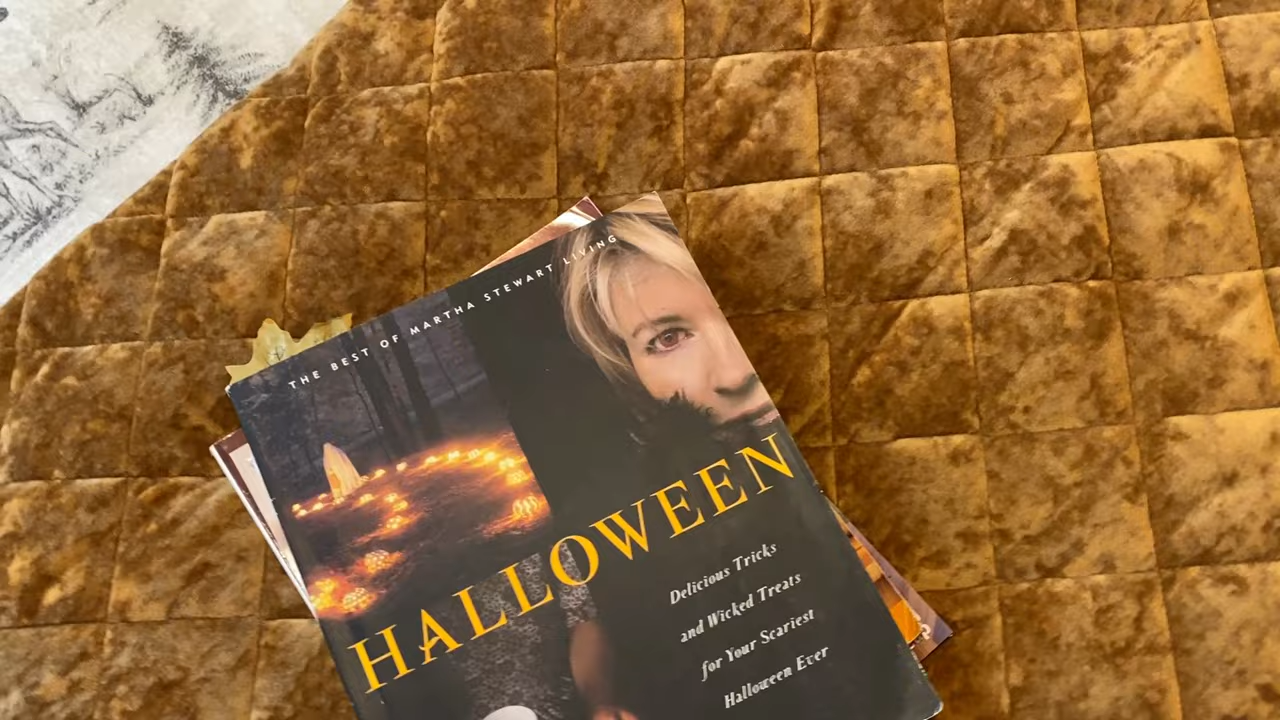 THE BEST OF MARTHA STEWART LIVING
HALLOWEEN
Delicious Tricks
and Wicked Treats
for Your Scariest
Halloween Ever